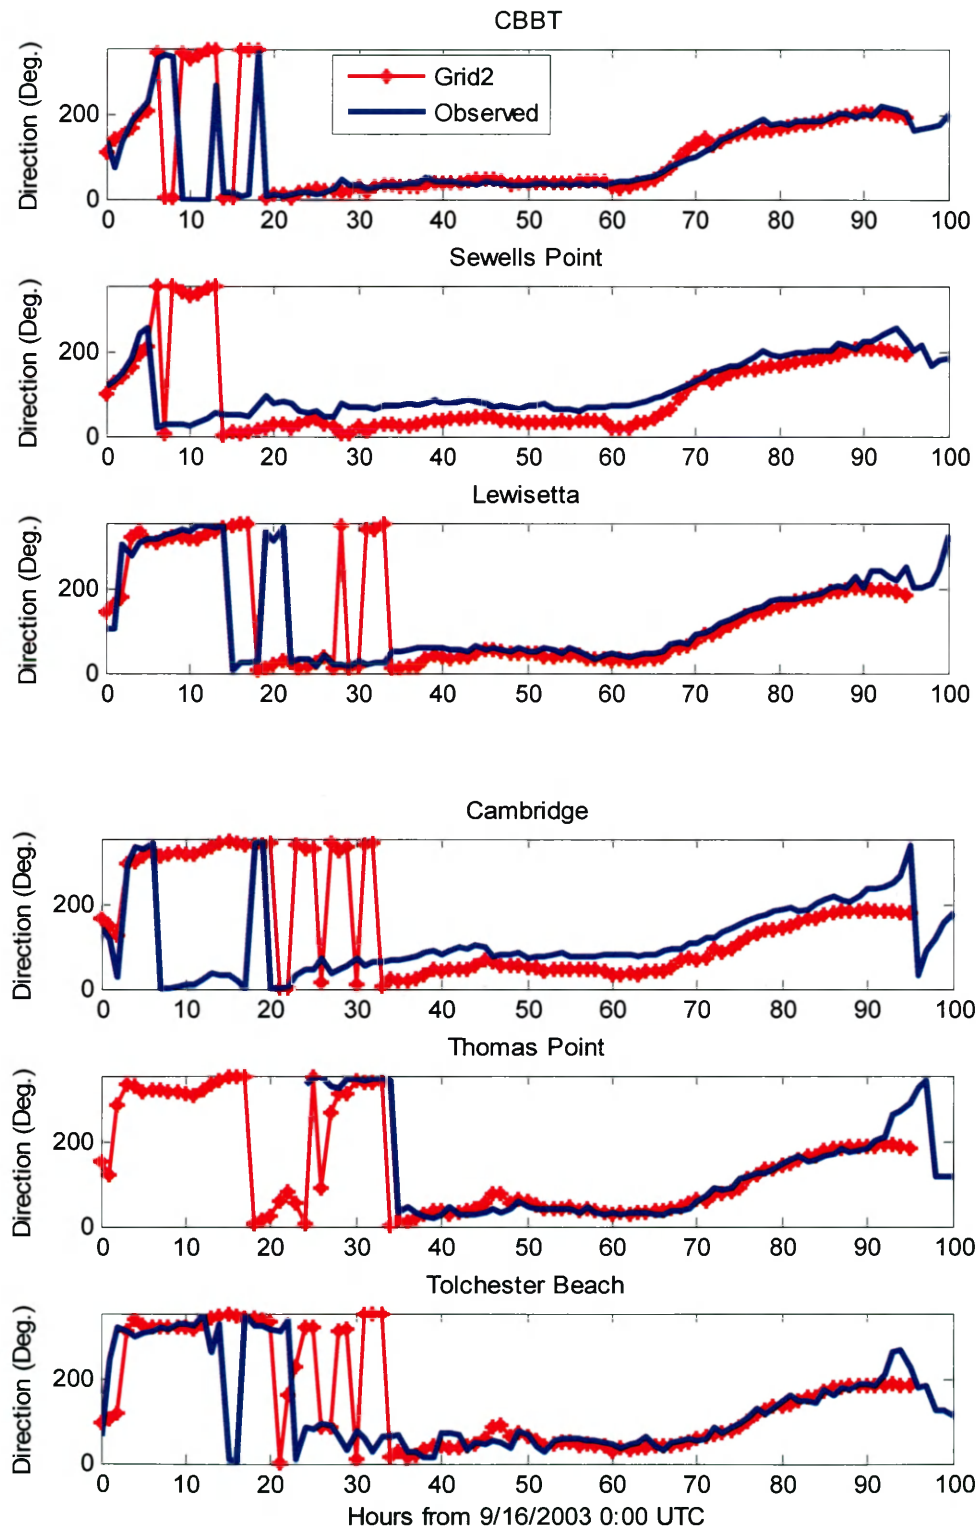 CBBT
Direction (Deg.)
200
0
Grid2
Observed
0 10 20 30 40 50 60 70 80 90 100
Sewells Point
Direction (Deg.)
200
0
0 10 20 30 40 50 60 70 80 90 100
Lewisetta
Direction (Deg.)
200
0
0 10 20 30 40 50 60 70 80 90 100
Cambridge
Direction (Deg.)
200
0
0 10 20 30 40 50 60 70 80 90 100
Thomas Point
Direction (Deg.)
200
0
0 10 20 30 40 50 60 70 80 90 100
Tolchester Beach
Direction (Deg.)
200
0
0 10 20 30 40 50 60 70 80 90 100
Hours from 9/16/2003 0:00 UTC